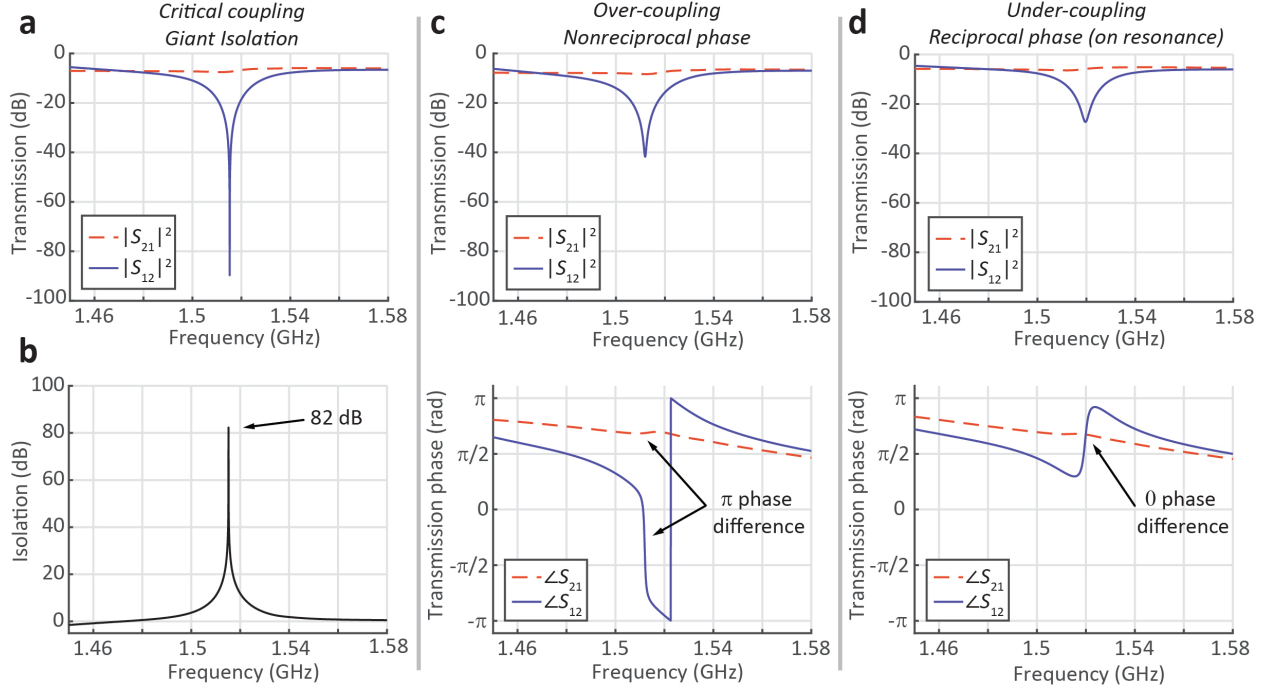 a
Critical coupling
Giant Isolation
0
-20
-40
-60
-80
-100
Transmission (dB)
|S21|²
|S12|²
1.46
1.5
1.54
1.58
Frequency (GHz)
b
100
80
60
40
20
0
Isolation (dB)
82 dB
1.46
1.5
1.54
1.58
Frequency (GHz)
c
Over-coupling
Nonreciprocal phase
0
-20
-40
-60
-80
-100
Transmission (dB)
|S21|²
|S12|²
1.46
1.5
1.54
1.58
Frequency (GHz)
π
π/2
0
-π/2
-π
Transmission phase (rad)
π phase
difference
∠S21
∠S12
1.46
1.5
1.54
1.58
Frequency (GHz)
d
Under-coupling
Reciprocal phase (on resonance)
0
-20
-40
-60
-80
-100
Transmission (dB)
|S21|²
|S12|²
1.46
1.5
1.54
1.58
Frequency (GHz)
π
π/2
0
-π/2
-π
Transmission phase (rad)
0 phase
difference
∠S21
∠S12
1.46
1.5
1.54
1.58
Frequency (GHz)